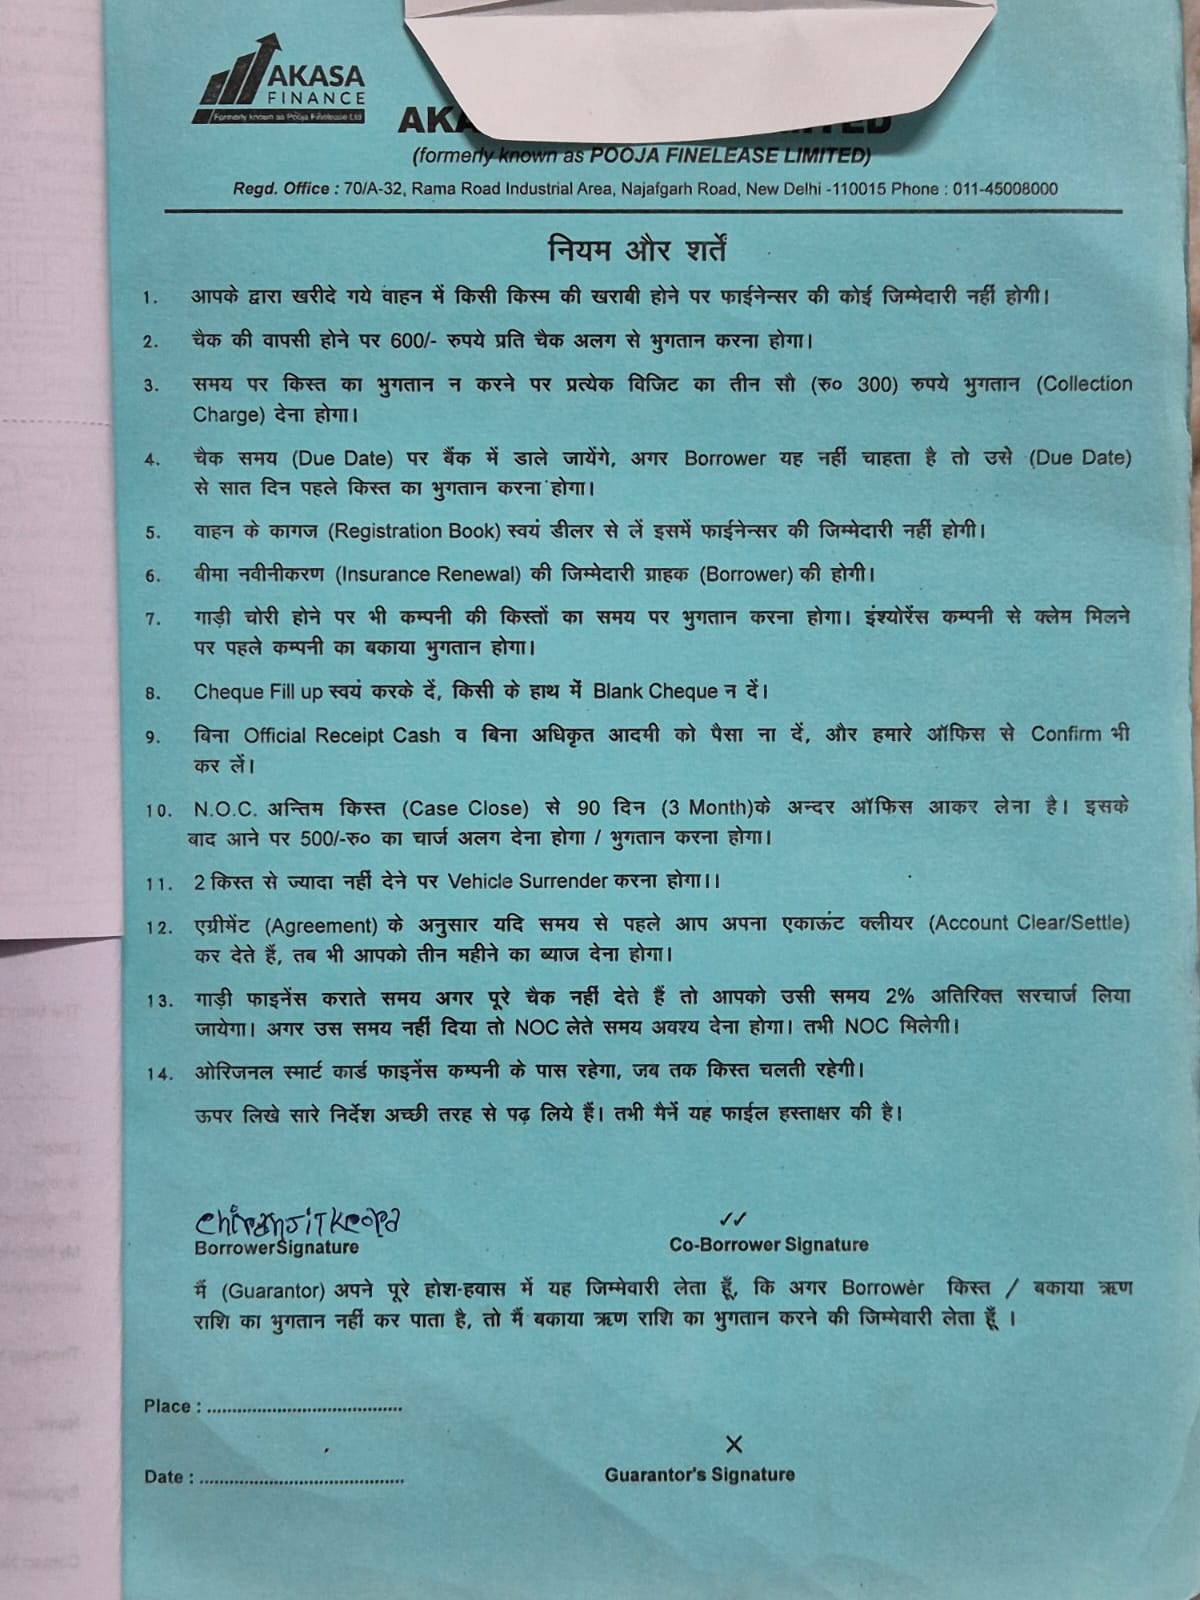 AKASA
FINANCE
Formerly known as Pooja Finelease Ltd
(formerly known as POOJA FINELEASE LIMITED)
Regd. Office : 70/A-32, Rama Road Industrial Area, Najafgarh Road, New Delhi -110015 Phone : 011-45008000
नियम और शर्तें
1. आपके द्वारा खरीदे गये वाहन में किसी किस्म की खराबी होने पर फाईनेन्सर की कोई जिम्मेदारी नहीं होगी।
2. चैक की वापसी होने पर 600/- रुपये प्रति चैक अलग से भुगतान करना होगा।
3. समय पर किस्त का भुगतान न करने पर प्रत्येक विजिट का तीन सौ (रु० 300) रुपये भुगतान (Collection
Charge) देना होगा।
4. चैक समय (Due Date) पर बैंक में डाले जायेंगे, अगर Borrower यह नहीं चाहता है तो उसे (Due Date)
से सात दिन पहले किस्त का भुगतान करना होगा।
5. वाहन के कागज (Registration Book) स्वयं डीलर से लें इसमें फाईनेन्सर की जिम्मेदारी नहीं होगी।
6. बीमा नवीनीकरण (Insurance Renewal) की जिम्मेदारी ग्राहक (Borrower) की होगी।
7. गाड़ी चोरी होने पर भी कम्पनी की किस्तों का समय पर भुगतान करना होगा। इंश्योरेंस कम्पनी से क्लेम मिलने
पर पहले कम्पनी का बकाया भुगतान होगा।
8. Cheque Fill up स्वयं करके दें, किसी के हाथ में Blank Cheque न दें।
9. बिना Official Receipt Cash व बिना अधिकृत आदमी को पैसा ना दें, और हमारे ऑफिस से Confirm भी
कर लें।
10. N.O.C. अन्तिम किस्त (Case Close) से 90 दिन (3 Month)के अन्दर ऑफिस आकर लेना है। इसके
बाद आने पर 500/-रु० का चार्ज अलग देना होगा / भुगतान करना होगा।
11. 2 किस्त से ज्यादा नहीं देने पर Vehicle Surrender करना होगा।।
12. एग्रीमेंट (Agreement) के अनुसार यदि समय से पहले आप अपना एकाऊंट क्लीयर (Account Clear/Settle)
कर देते हैं, तब भी आपको तीन महीने का ब्याज देना होगा।
13. गाड़ी फाइनेंस कराते समय अगर पूरे चैक नहीं देते हैं तो आपको उसी समय 2% अतिरिक्त सरचार्ज लिया
जायेगा। अगर उस समय नहीं दिया तो NOC लेते समय अवश्य देना होगा। तभी NOC मिलेगी।
14. ओरिजनल स्मार्ट कार्ड फाइनेंस कम्पनी के पास रहेगा, जब तक किस्त चलती रहेगी।
ऊपर लिखे सारे निर्देश अच्छी तरह से पढ़ लिये हैं। तभी मैनें यह फाईल हस्ताक्षर की है।
Borrower Signature
Co-Borrower Signature
मैं (Guarantor) अपने पूरे होश-हवास में यह जिम्मेवारी लेता हूँ, कि अगर Borrower किस्त / बकाया ऋण
राशि का भुगतान नहीं कर पाता है, तो मैं बकाया ऋण राशि का भुगतान करने की जिम्मेवारी लेता हूँ ।
Place : ......................................
X
Date : ........................................
Guarantor's Signature